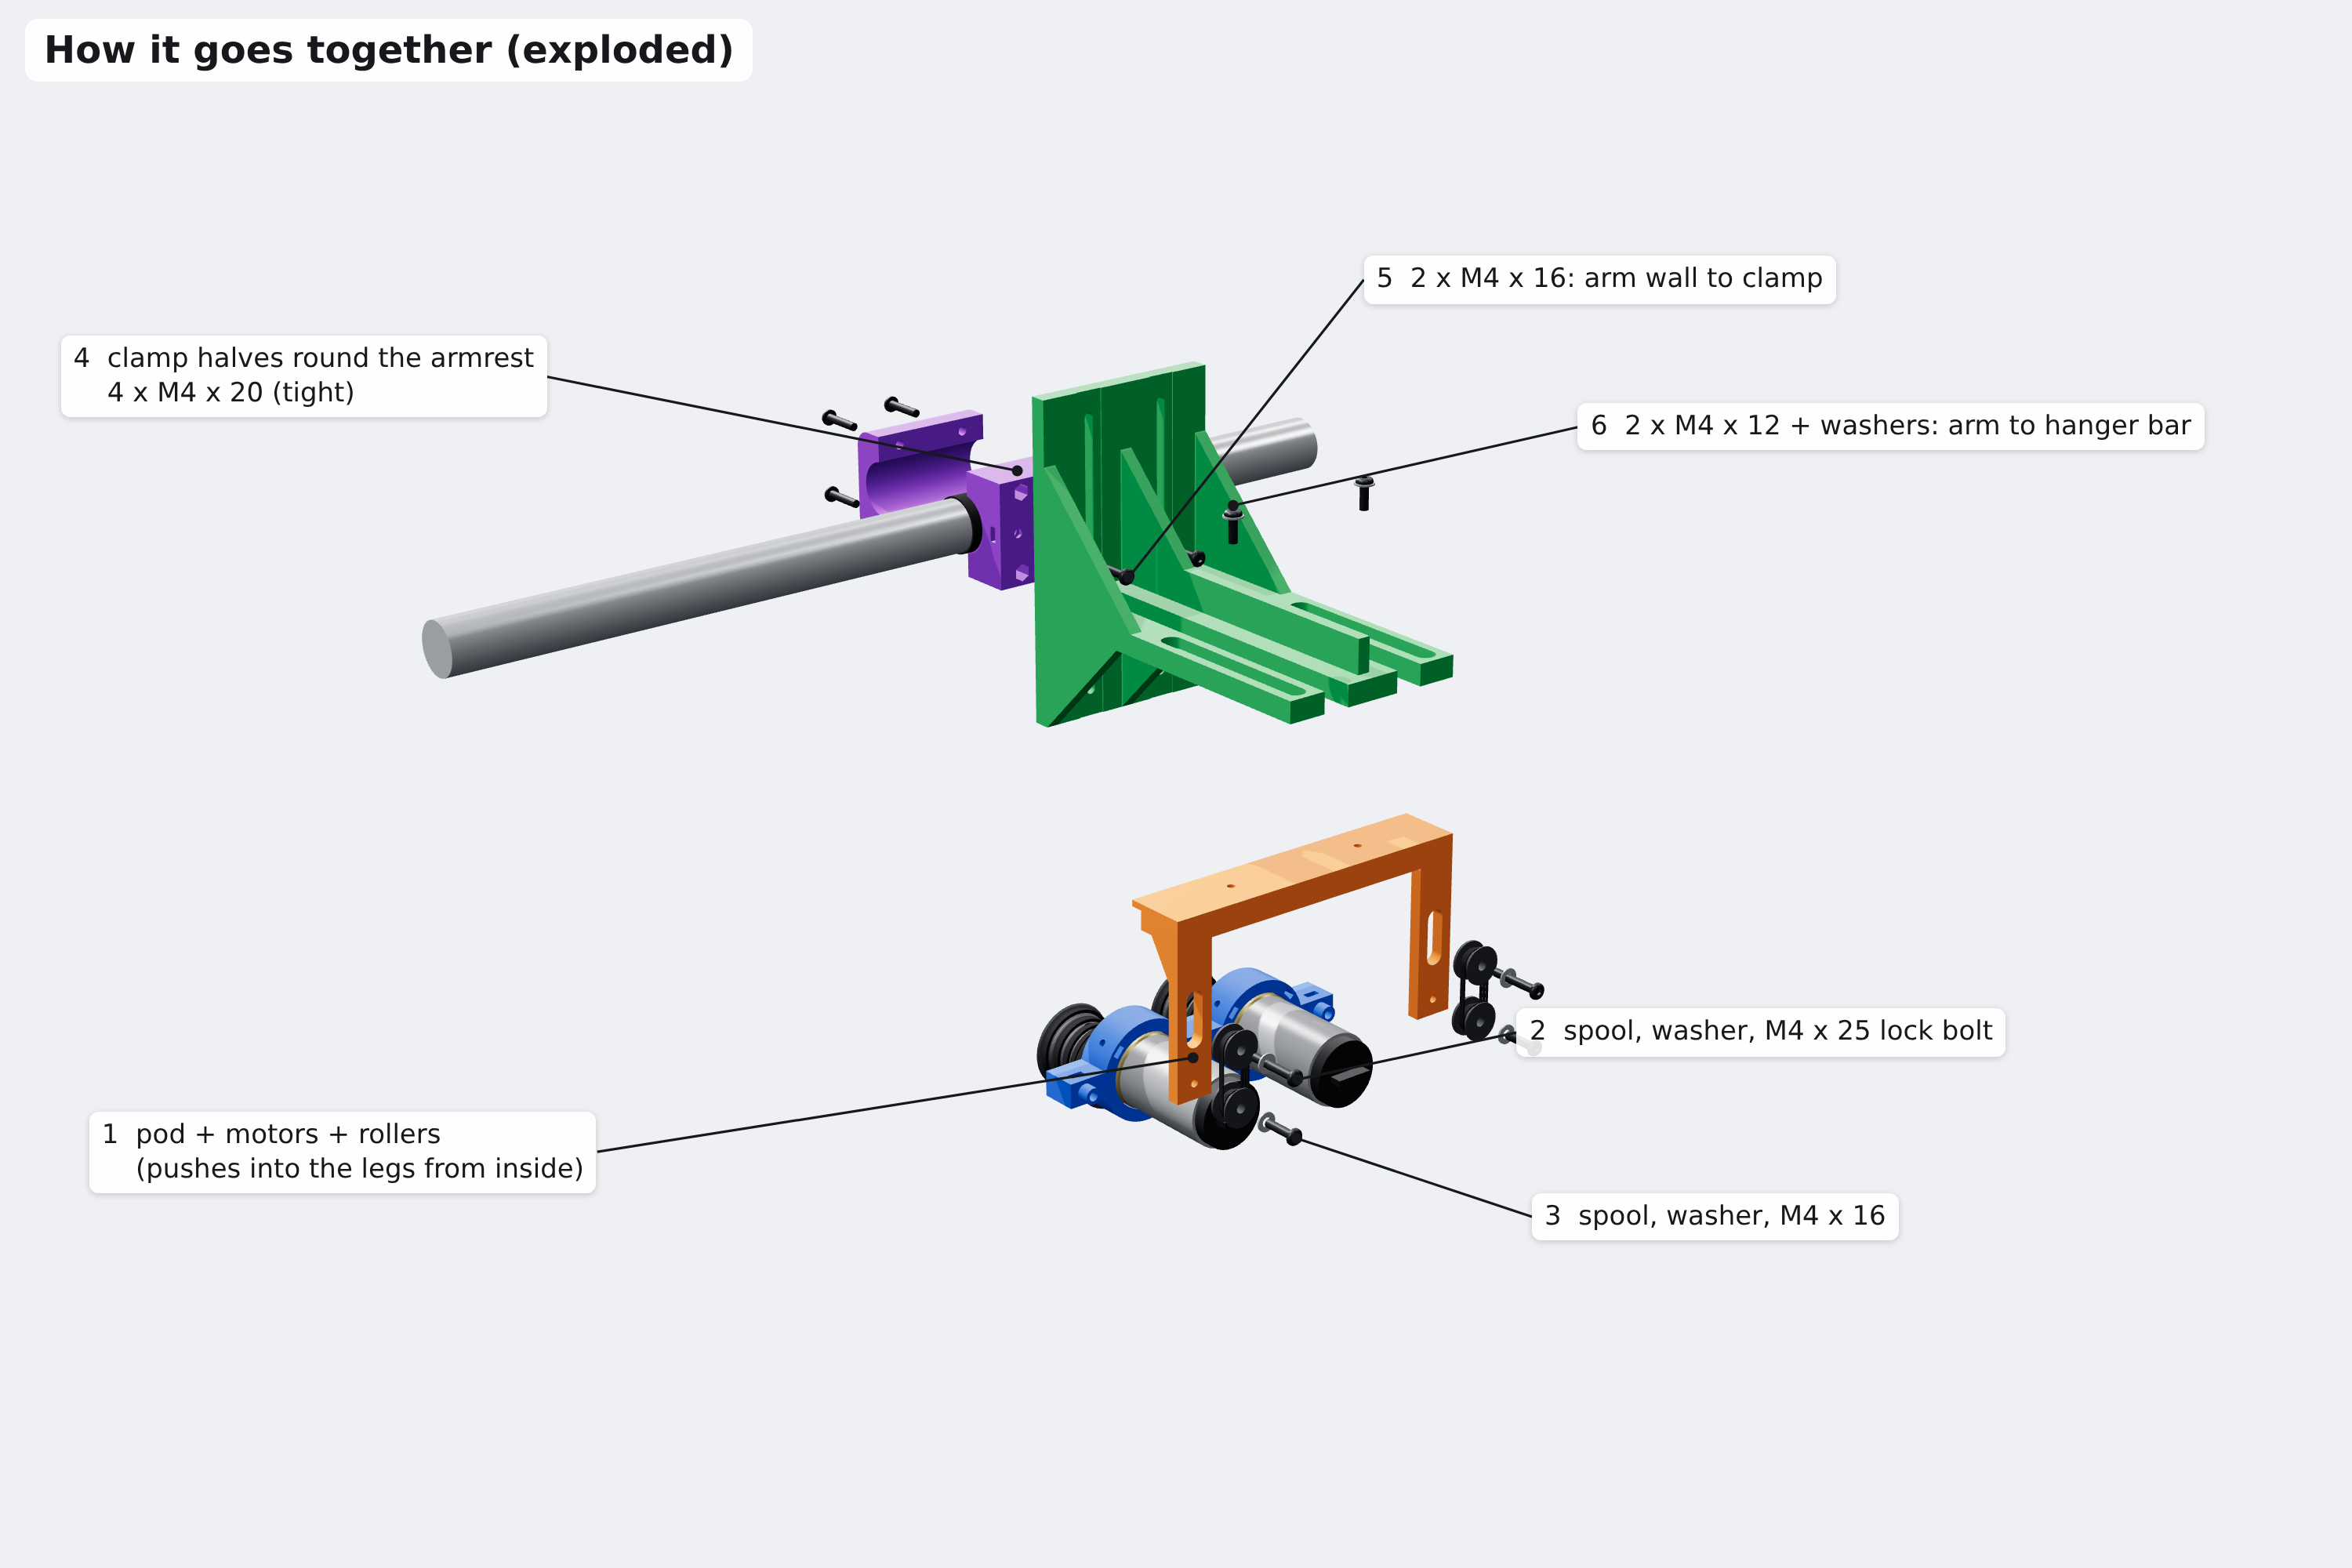 How it goes together (exploded)
5 2 x M4 x 16: arm wall to clamp
4 clamp halves round the armrest
4 x M4 x 20 (tight)
6 2 x M4 x 12 + washers: arm to hanger bar
2 spool, washer, M4 x 25 lock bolt
1 pod + motors + rollers
(pushes into the legs from inside)
3 spool, washer, M4 x 16